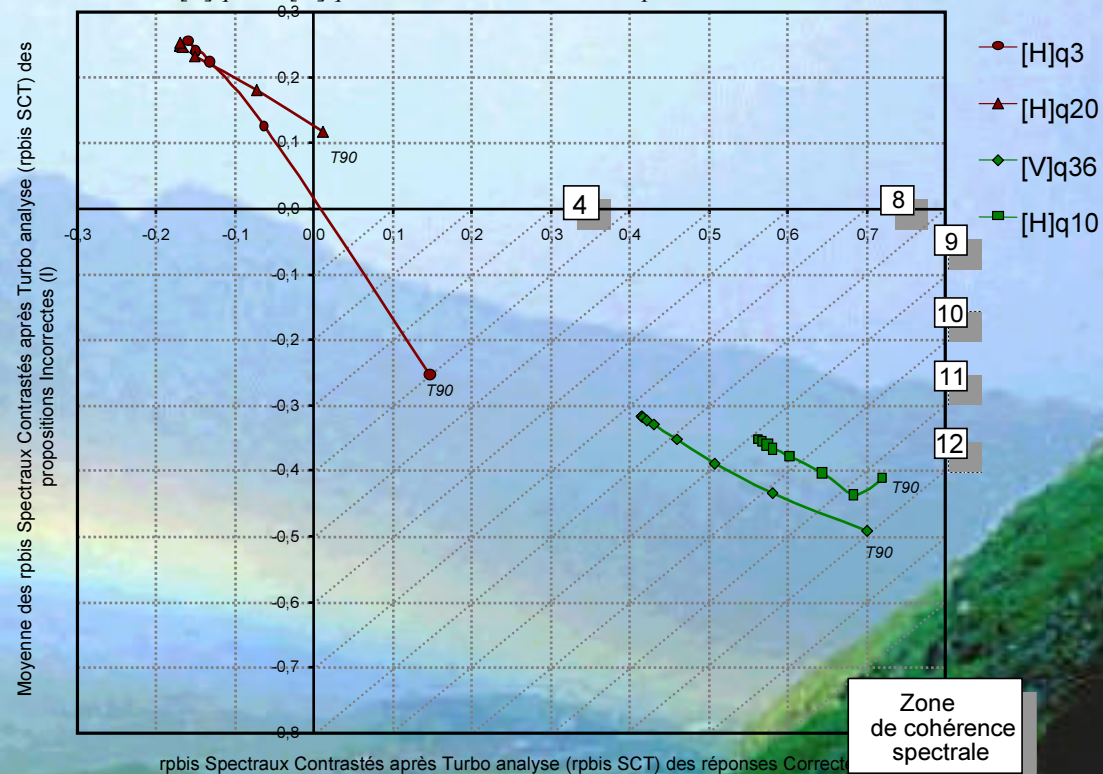 0,3
0,2
0,1
0,0
-0,3
-0,2
-0,1
0,0
0,1
0,2
0,3
0,4
0,5
0,6
0,7
-0,1
-0,2
-0,3
-0,4
-0,5
-0,6
-0,7
0,8
Moyenne des rpbis Spectraux Contrastés après Turbo analyse (rpbis SCT) des
propositions Incorrectes (I)
rpbis Spectraux Contrastés après Turbo analyse (rpbis SCT) des réponses Correcte
T90
T90
T90
T90
4
8
9
10
11
12
[H]q3
[H]q20
[V]q36
[H]q10
Zone
de cohérence
spectrale